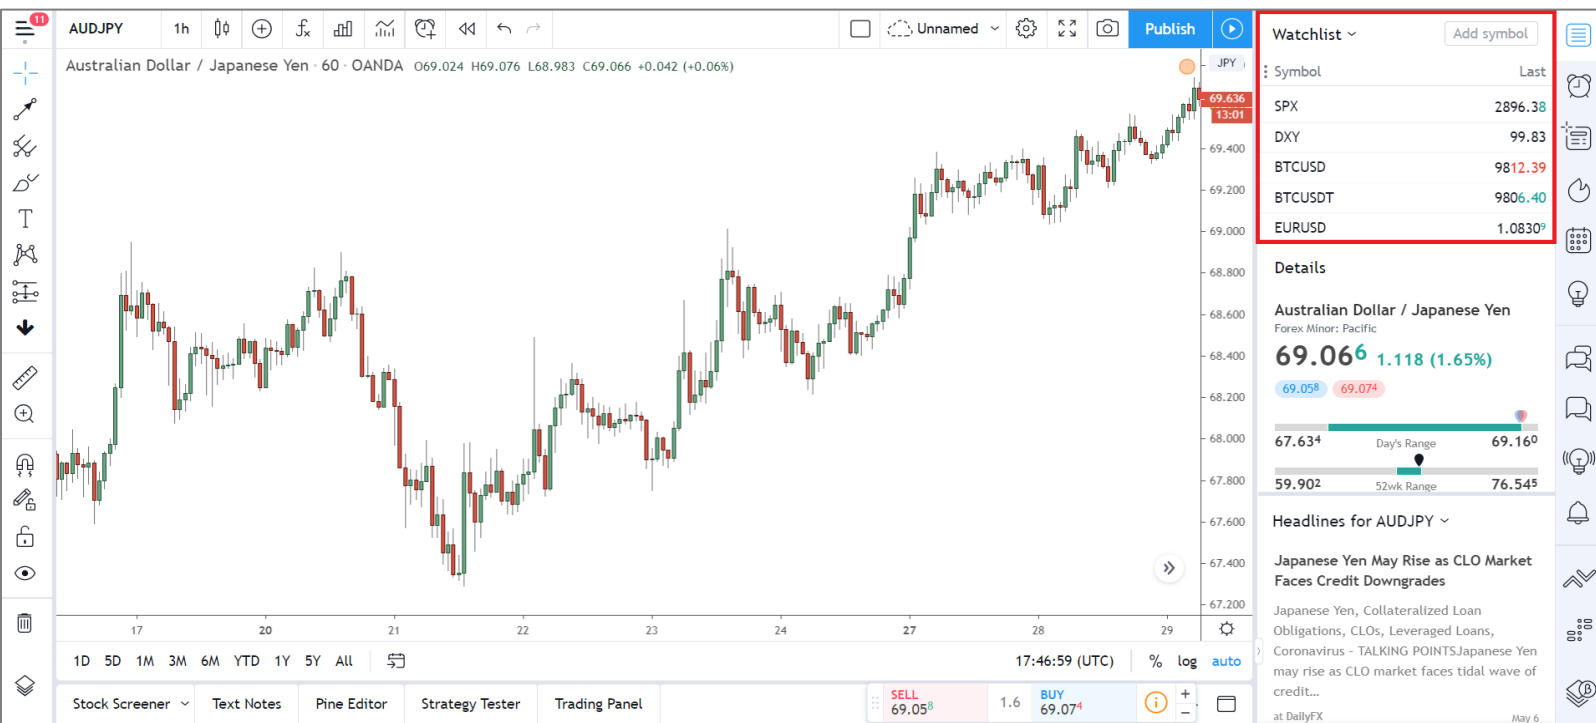 11
AUDJPY
1h
Unnamed
Publish
Australian Dollar / Japanese Yen · 60 · OANDA O69.024 H69.076 L68.983 C69.066 +0.042 (+0.06%)
JPY
69.636
13:01
69.400
69.200
69.000
68.800
68.600
68.400
68.200
68.000
67.800
67.600
67.400
67.200
17 20 21 22 23 24 27 28 29
1D 5D 1M 3M 6M YTD 1Y 5Y All
17:46:59 (UTC) % log auto
Stock Screener Text Notes Pine Editor Strategy Tester Trading Panel
SELL
69.058
1.6
BUY
69.074
Watchlist
Add symbol
Symbol Last
SPX 2896.38
DXY 99.83
BTCUSD 9812.39
BTCUSDT 9806.40
EURUSD 1.08309
Details
Australian Dollar / Japanese Yen
Forex Minor: Pacific
69.066 1.118 (1.65%)
69.058 69.074
67.634 Day's Range 69.160
59.902 52wk Range 76.545
Headlines for AUDJPY
Japanese Yen May Rise as CLO Market
Faces Credit Downgrades
Japanese Yen, Collateralized Loan
Obligations, CLOs, Leveraged Loans,
Coronavirus - TALKING POINTSJapanese Yen
may rise as CLO market faces tidal wave of
credit...
at DailyFX May 6